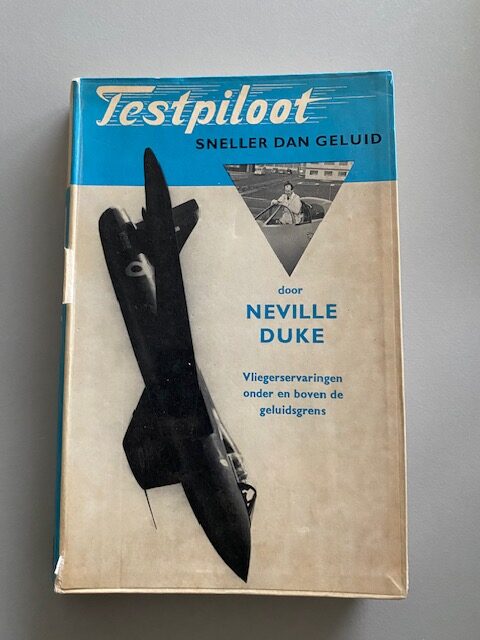 Testpiloot
SNELLER DAN GELUID
door
NEVILLE
DUKE
Vliegerservaringen
onder en boven de
geluidsgrens